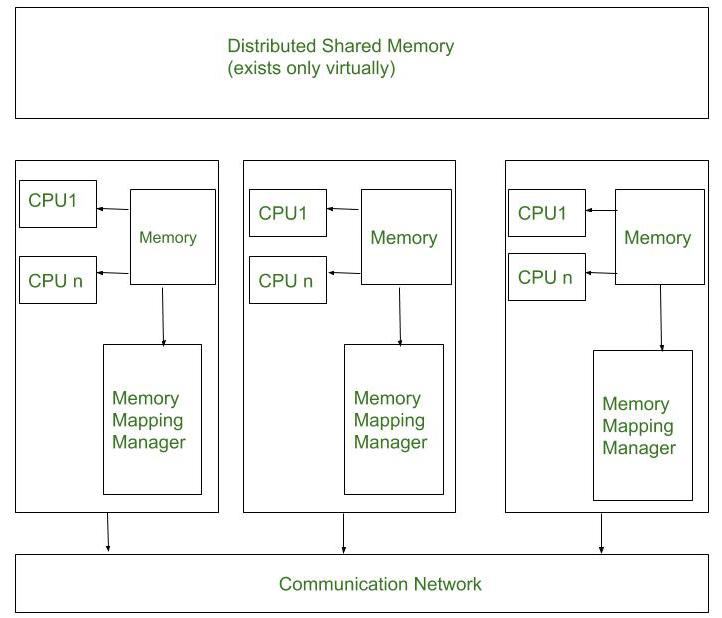 Distributed Shared Memory
(exists only virtually)
CPU1
Memory
CPU n
Memory
Mapping
Manager
CPU1
Memory
CPU n
Memory
Mapping
Manager
CPU1
Memory
CPU n
Memory
Mapping
Manager
Communication Network